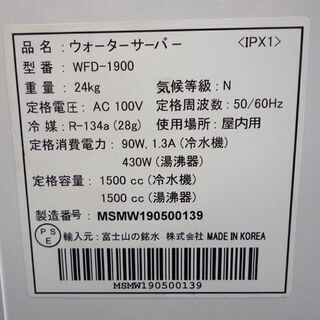 品 名 : ウォーターサーバー <IPX1>
型 番 : WFD-1900
重 量 : 24kg 気候等級 : N
定格電圧 : AC 100V 定格周波数 : 50/60Hz
冷 媒 : R-134a (28g) 使用場所 : 屋内用
定格消費電力 : 90W. 1.3A (冷水機)
430W (湯沸器)
定格容量 : 1500 cc (冷水機)
1500 cc (湯沸器)
製造番号 : MSMW190500139
PS
E
輸入元 : 富士山の銘水 株式会社 MADE IN KOREA
MSMW190500139